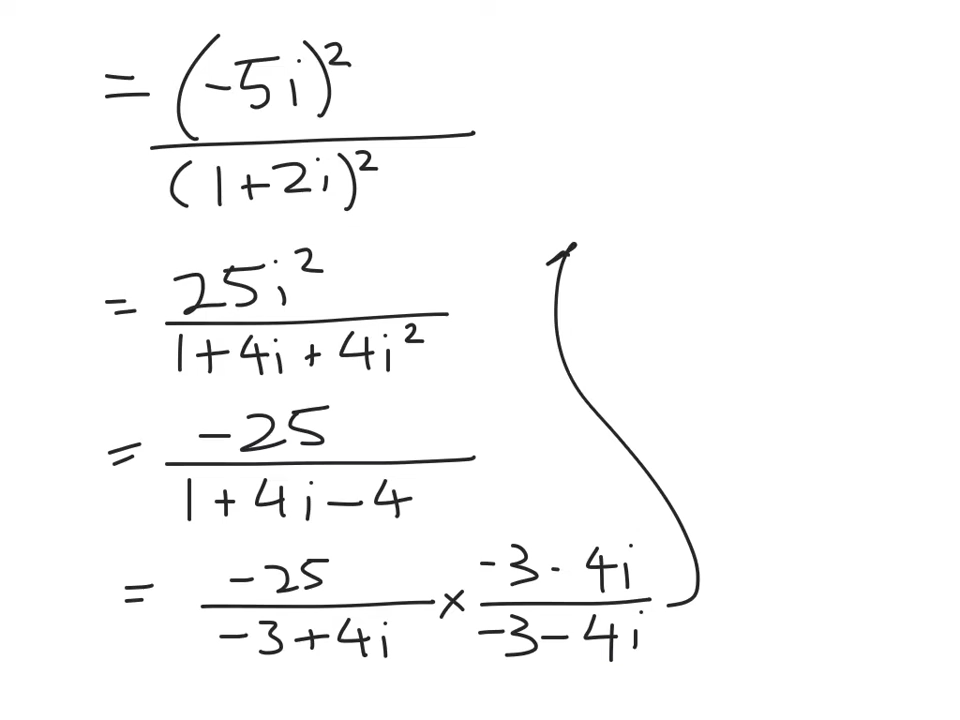 = (-5i)²
(1+2i)²
= 25i²
1+4i+4i²
= -25
1+4i-4
= -25 × -3-4i
-3+4i -3-4i